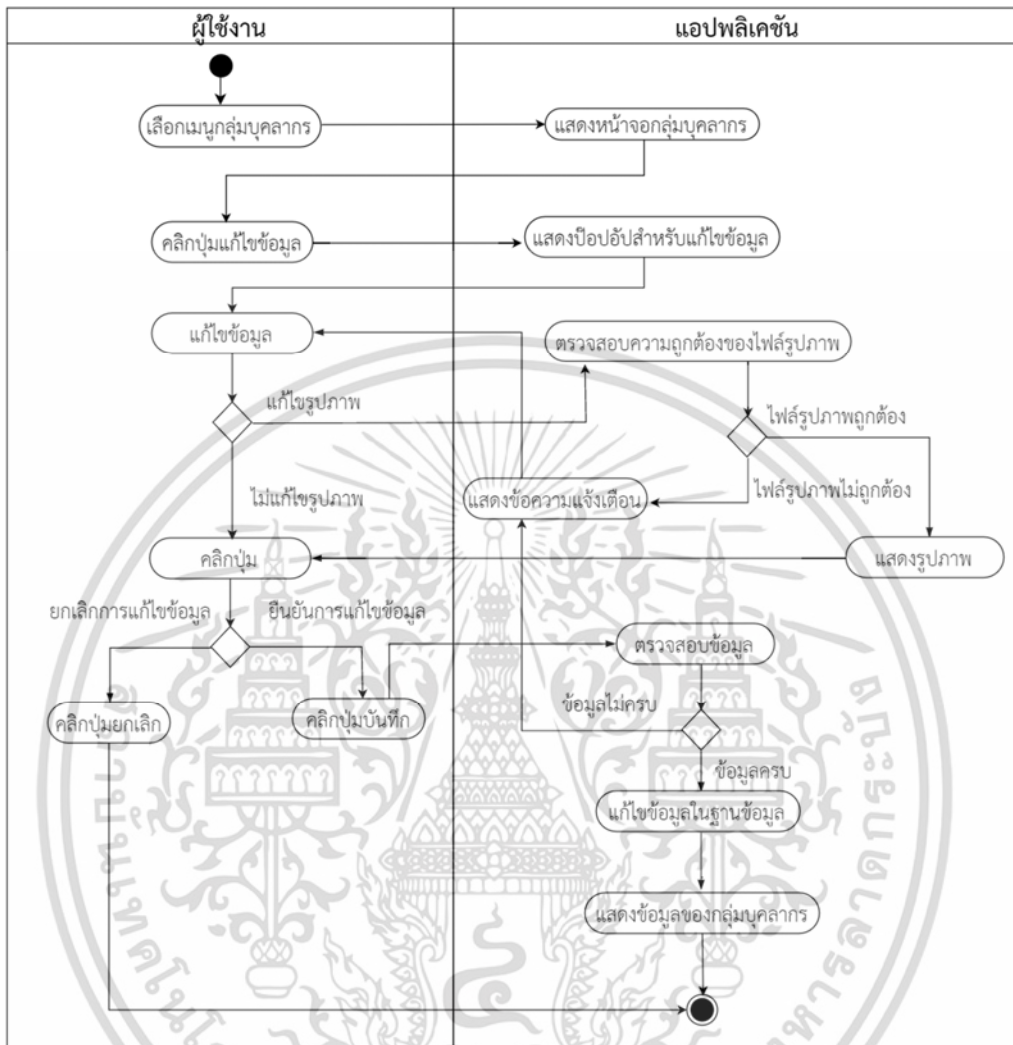 ผู้ใช้งาน
แอปพลิเคชัน
เลือกเมนูกลุ่มบุคลากร
แสดงหน้าจอกลุ่มบุคลากร
คลิกปุ่มแก้ไขข้อมูล
แสดงป๊อปอัปสำหรับแก้ไขข้อมูล
แก้ไขข้อมูล
ตรวจสอบความถูกต้องของไฟล์รูปภาพ
แก้ไขรูปภาพ
ไฟล์รูปภาพถูกต้อง
ไม่แก้ไขรูปภาพ
แสดงข้อความแจ้งเตือน
ไฟล์รูปภาพไม่ถูกต้อง
คลิกปุ่ม
แสดงรูปภาพ
ยกเลิกการแก้ไขข้อมูล
ยืนยันการแก้ไขข้อมูล
ตรวจสอบข้อมูล
คลิกปุ่มยกเลิก
คลิกปุ่มบันทึก
ข้อมูลไม่ครบ
ข้อมูลครบ
แก้ไขข้อมูลในฐานข้อมูล
แสดงข้อมูลของกลุ่มบุคลากร